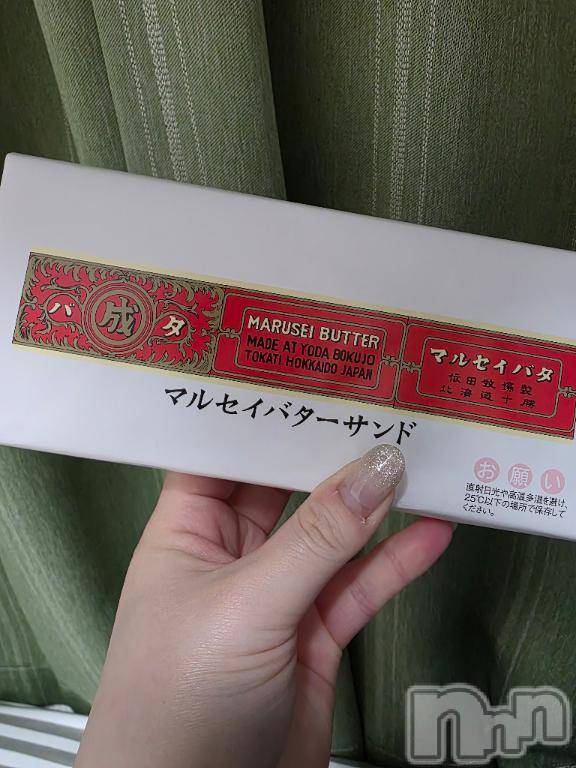 バ 成 タ
MARUSEI BUTTER
MADE AT YODA BOKUJO
TOKATI. HOKKAIDO JAPAN
マルセイバタ
依田牧場製
北海道十勝
マルセイバターサンド
お願い
直射日光や高温多湿を避け、
25℃以下の場所で保存して
ください。
nnn